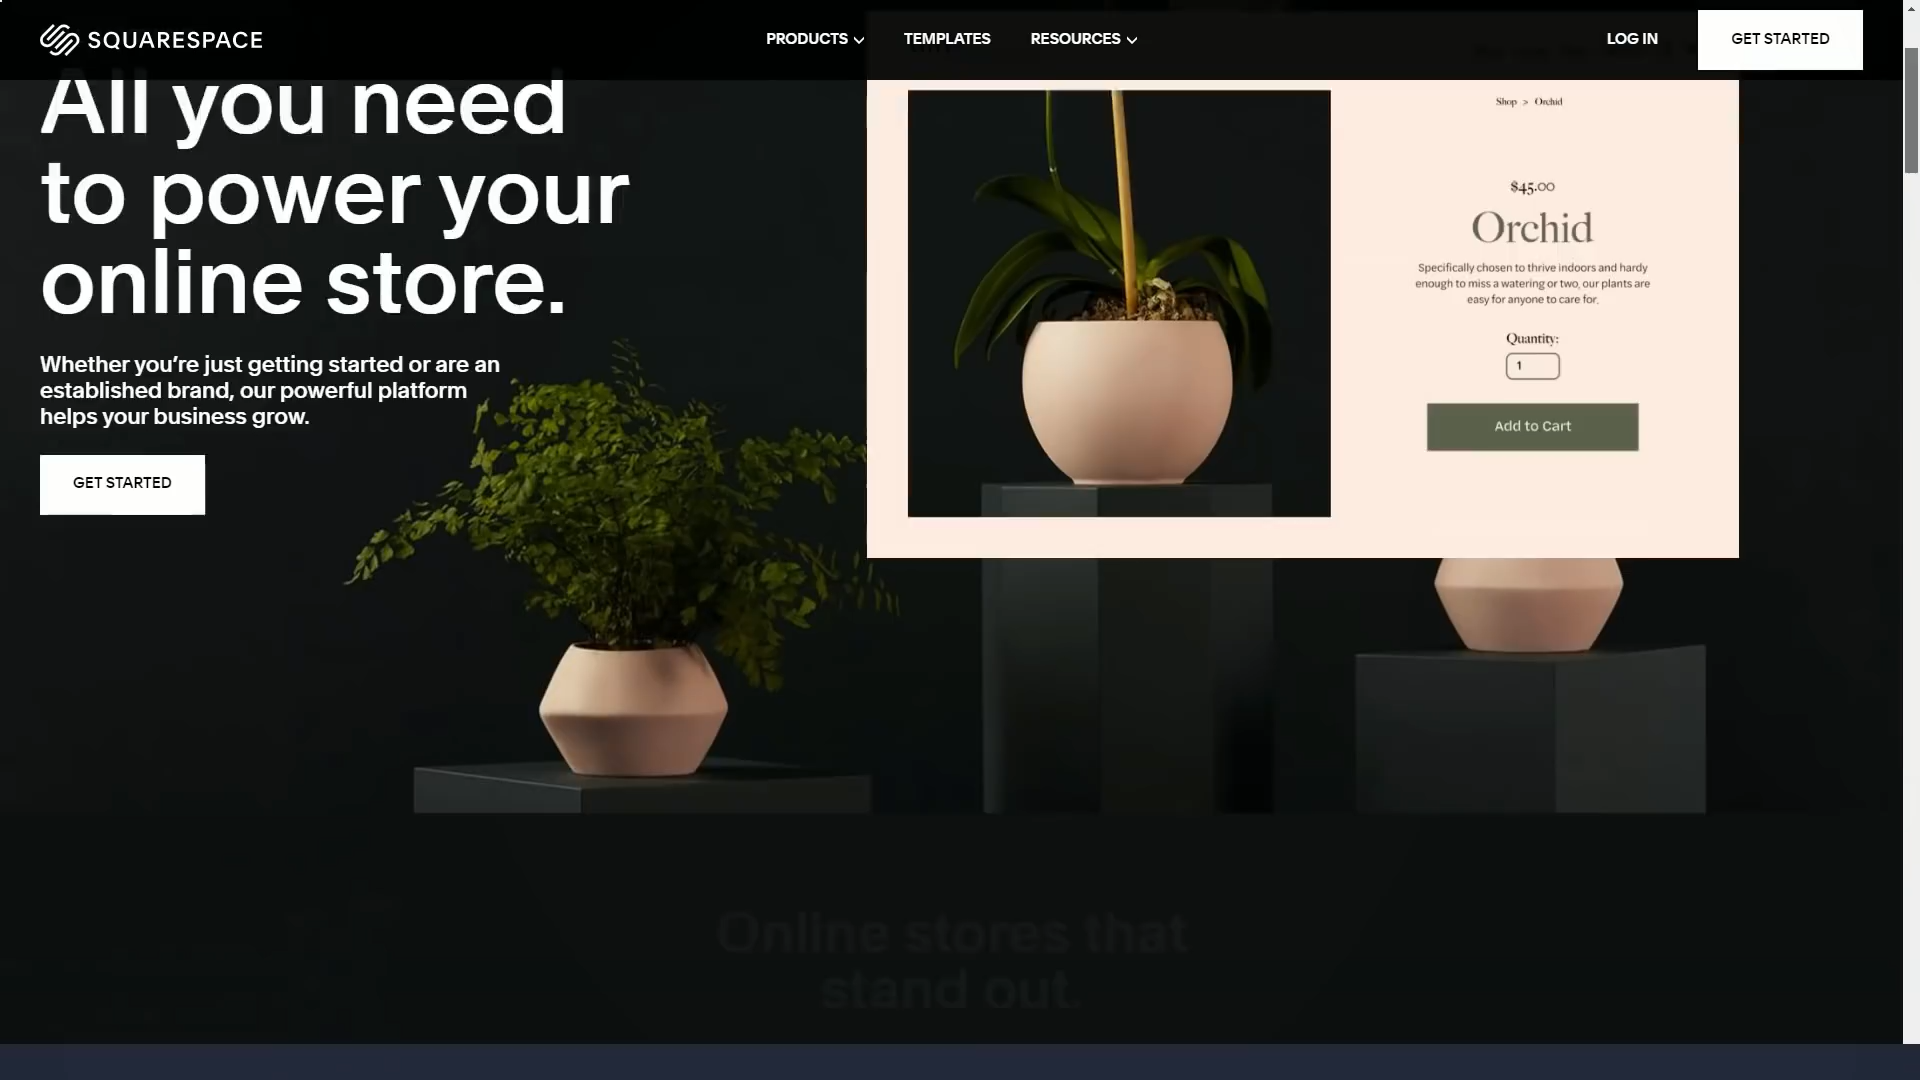 SQUARESPACE
PRODUCTS
TEMPLATES
RESOURCES
LOG IN
GET STARTED
All you need
to power your
online store.
Whether you’re just getting started or are an
established brand, our powerful platform
helps your business grow.
GET STARTED
Shop > Orchid
$45.00
Orchid
Specifically chosen to thrive indoors and hardy
enough to miss a watering or two, our plants are
easy for anyone to care for.
Quantity:
1
Add to Cart
Online stores that
stand out.